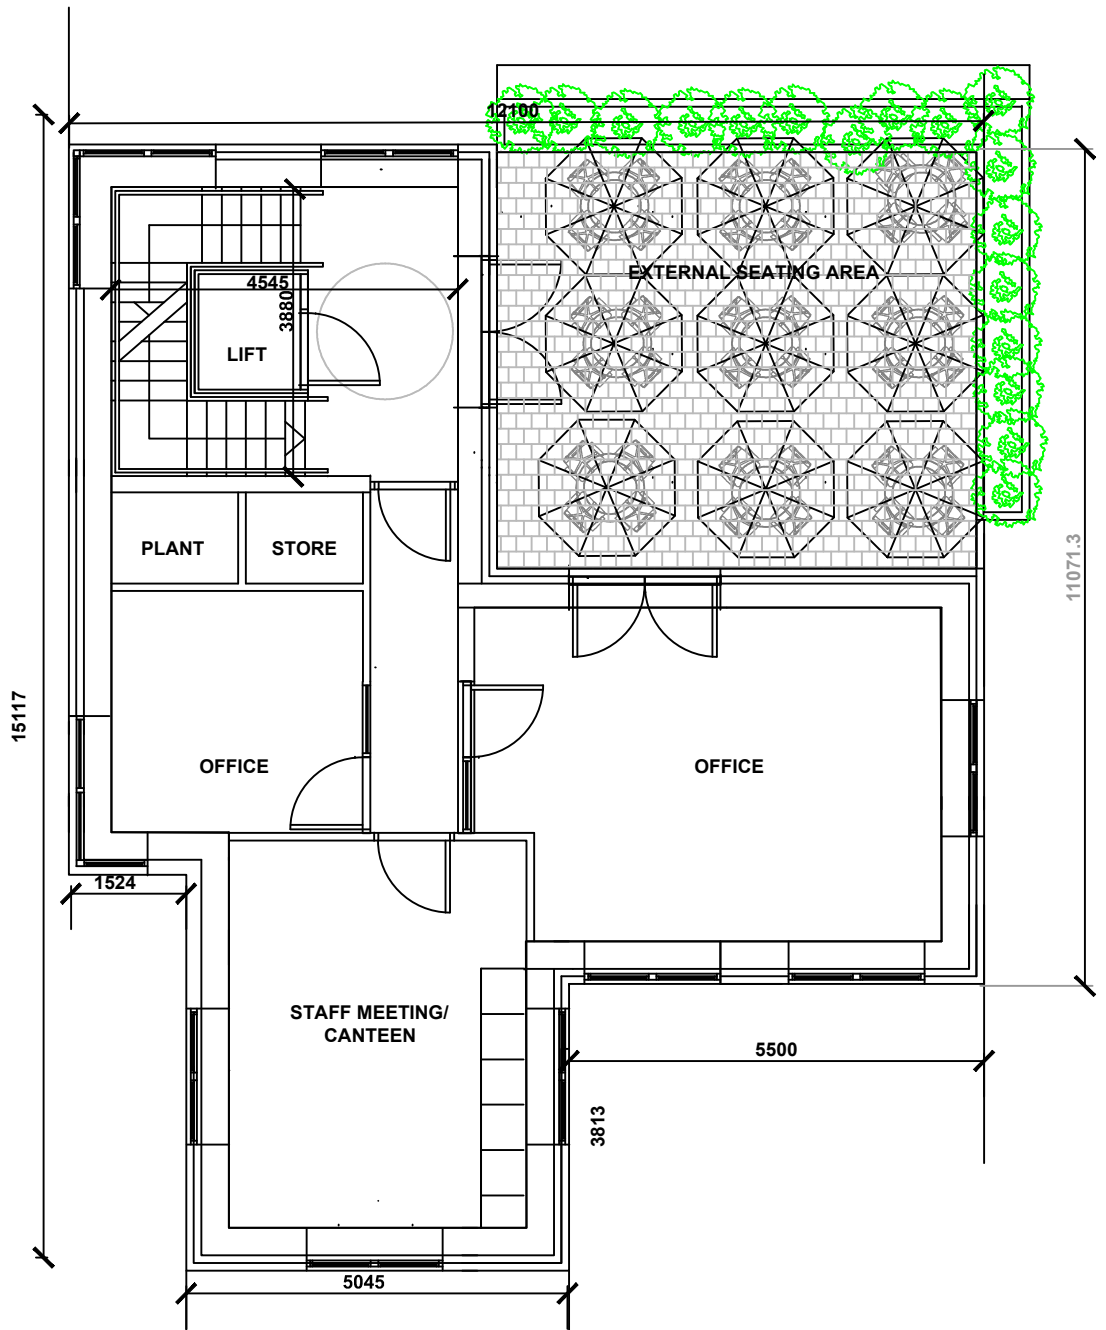 12100
EXTERNAL SEATING AREA
4545
3880
LIFT
PLANT
STORE
11071.3
15117
OFFICE
OFFICE
1524
STAFF MEETING/
CANTEEN
5500
3813
5045